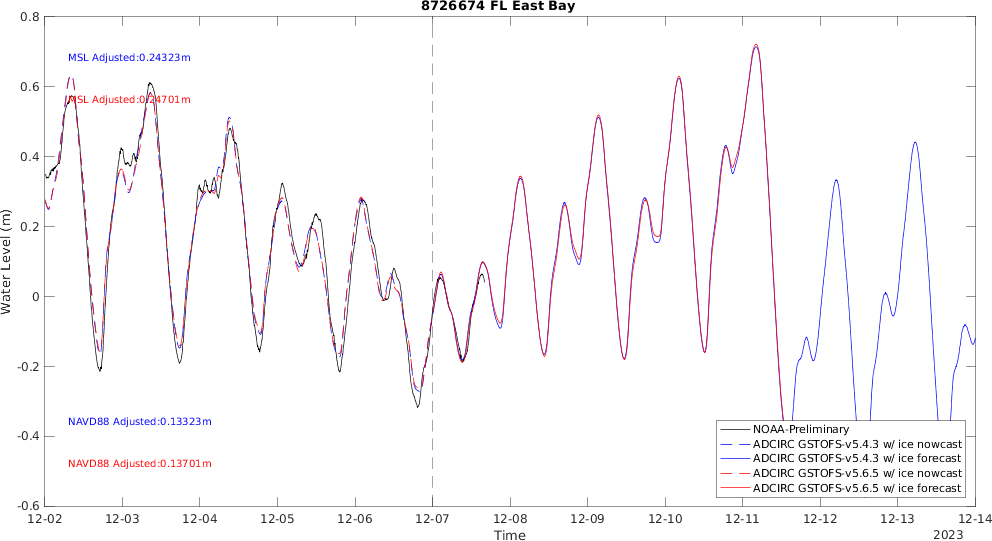 8726674 FL East Bay
MSL Adjusted:0.24323m
MSL Adjusted:0.24701m
NAVD88 Adjusted:0.13323m
NAVD88 Adjusted:0.13701m
Water Level (m)
0.8
0.6
0.4
0.2
0
-0.2
-0.4
-0.6
NOAA-Preliminary
ADCIRC GSTOFS-v5.4.3 w/ ice nowcast
ADCIRC GSTOFS-v5.4.3 w/ ice forecast
ADCIRC GSTOFS-v5.6.5 w/ ice nowcast
ADCIRC GSTOFS-v5.6.5 w/ ice forecast
12-02 12-03 12-04 12-05 12-06 12-07 12-08 12-09 12-10 12-11 12-12 12-13 12-14
Time
2023